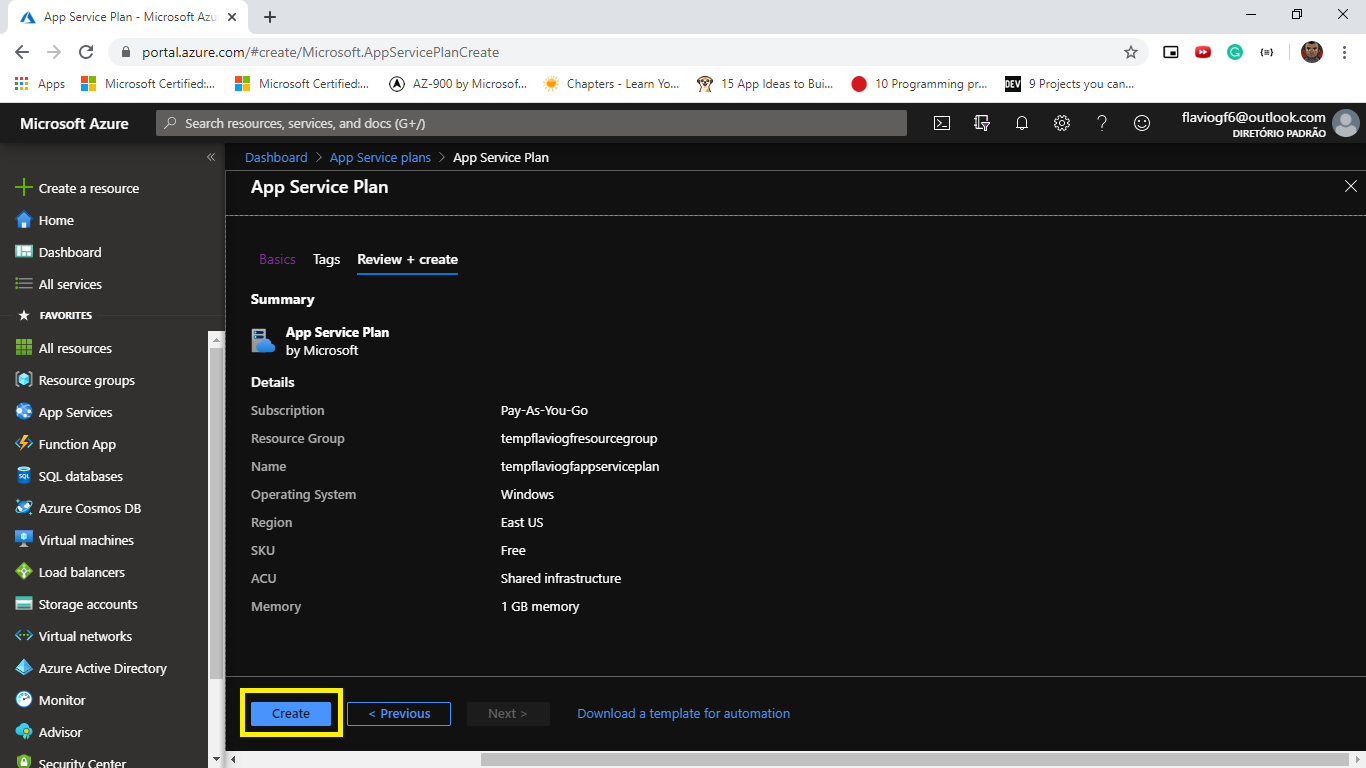 App Service Plan - Microsoft Azu
portal.azure.com/#create/Microsoft.AppServicePlanCreate
Apps
Microsoft Certified:...
Microsoft Certified:...
AZ-900 by Microsof...
Chapters - Learn Yo...
15 App Ideas to Bui...
10 Programming pr...
DEV
9 Projects you can...
Microsoft Azure
Search resources, services, and docs (G+/)
flaviogf6@outlook.com
DIRETÓRIO PADRÃO
Dashboard > App Service plans > App Service Plan
App Service Plan
Create a resource
Home
Dashboard
All services
FAVORITES
All resources
Resource groups
App Services
Function App
SQL
SQL databases
Azure Cosmos DB
Virtual machines
Load balancers
Storage accounts
Virtual networks
Azure Active Directory
Monitor
Advisor
Security Center
Basics Tags Review + create
Summary
App Service Plan
by Microsoft
Details
Subscription Pay-As-You-Go
Resource Group tempflaviogfresourcegroup
Name tempflaviogfappserviceplan
Operating System Windows
Region East US
SKU Free
ACU Shared infrastructure
Memory 1 GB memory
Create < Previous Next > Download a template for automation